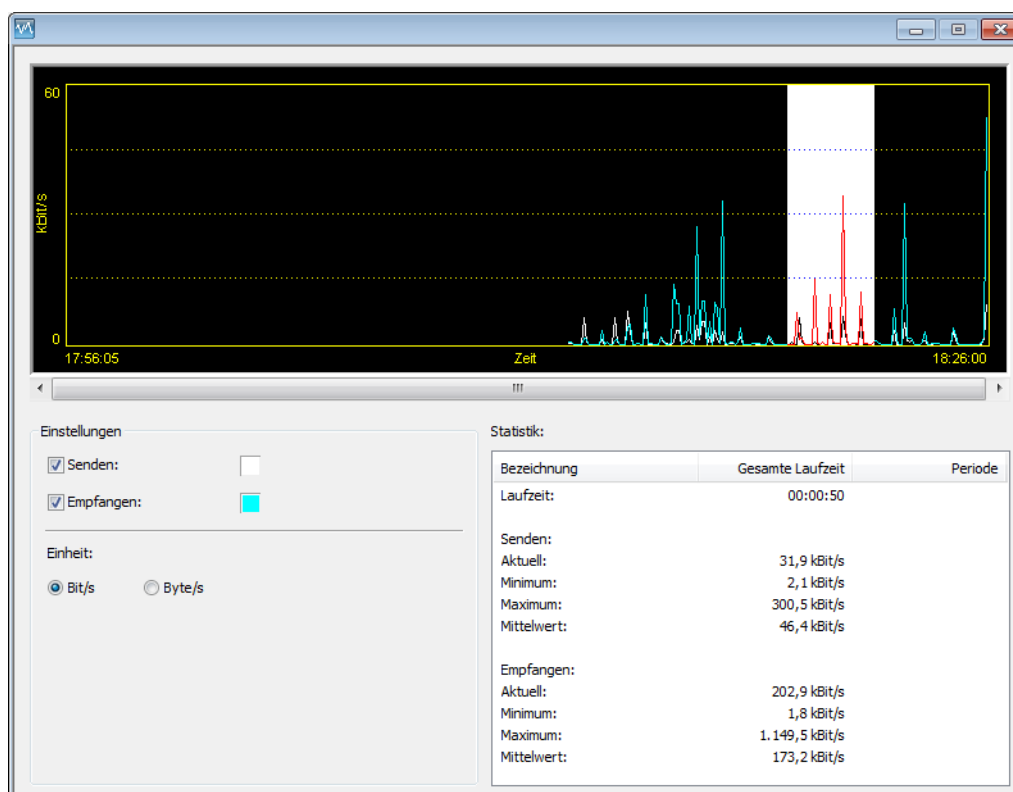 60
kBit/s
0
17:56:05 Zeit 18:26:00
Einstellungen
Senden:
Empfangen:
Einheit:
Bit/s Byte/s
Statistik:
Bezeichnung Gesamte Laufzeit Periode
Laufzeit: 00:00:50
Senden:
Aktuell: 31,9 kBit/s
Minimum: 2,1 kBit/s
Maximum: 300,5 kBit/s
Mittelwert: 46,4 kBit/s
Empfangen:
Aktuell: 202,9 kBit/s
Minimum: 1,8 kBit/s
Maximum: 1.149,5 kBit/s
Mittelwert: 173,2 kBit/s